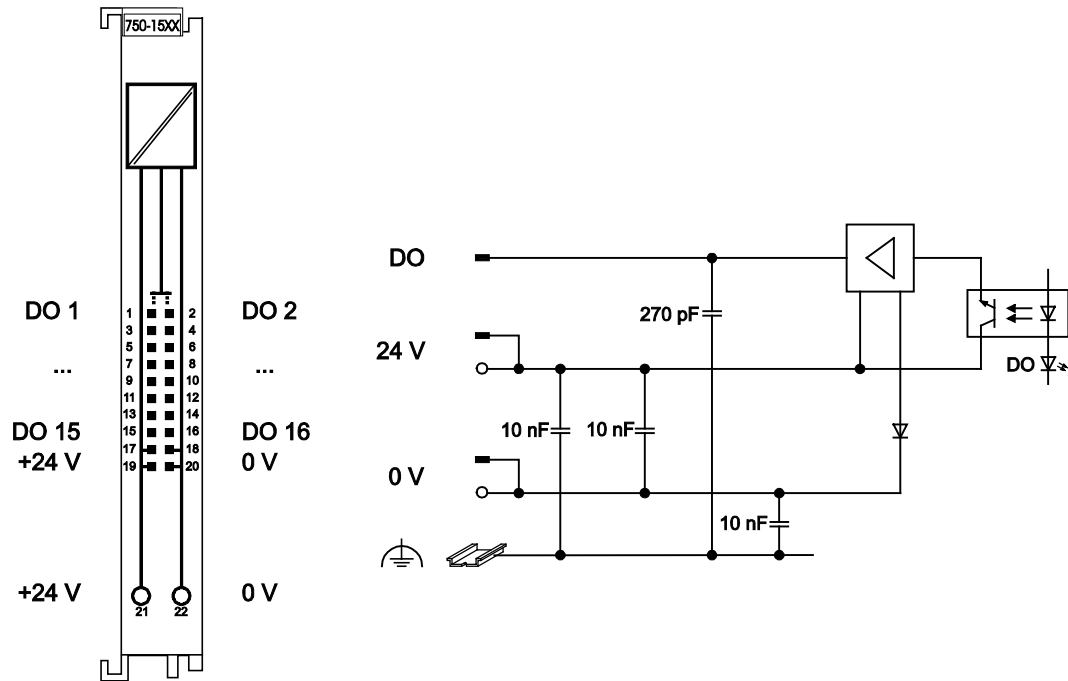 750-15XX
DO 1 1 2 DO 2
3 4
5 6
... 7 8 ...
9 10
11 12
13 14
DO 15 15 16 DO 16
17 18
+24 V 19 20 0 V
+24 V 21 22 0 V
DO
270 pF
24 V
DO
10 nF 10 nF
0 V
10 nF